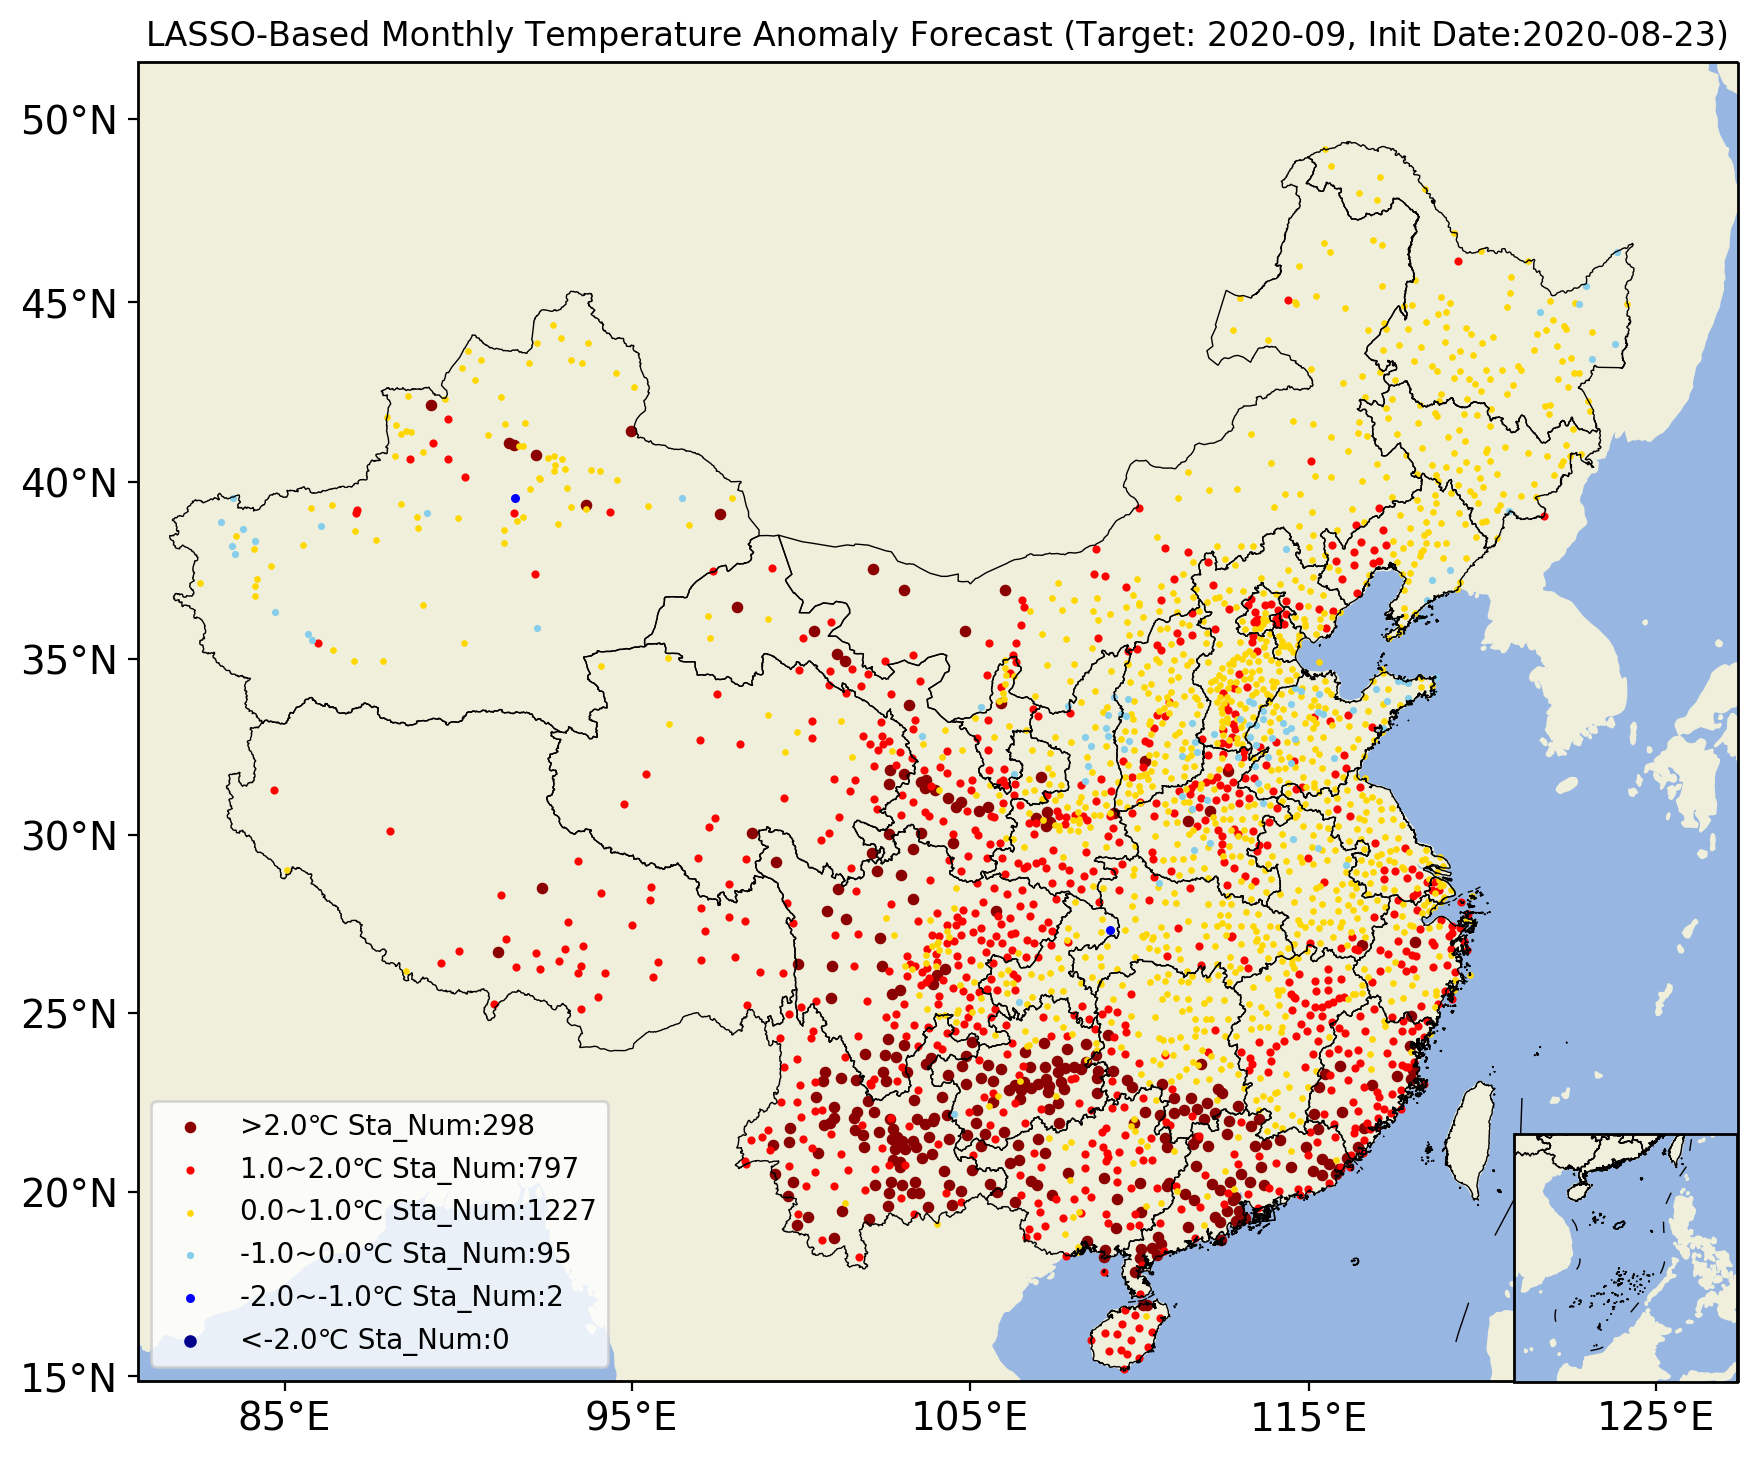 LASSO-Based Monthly Temperature Anomaly Forecast (Target: 2020-09, Init Date:2020-08-23)
50°N
45°N
40°N
35°N
30°N
25°N
20°N
15°N
>2.0℃ Sta_Num:298
1.0~2.0℃ Sta_Num:797
0.0~1.0℃ Sta_Num:1227
-1.0~0.0℃ Sta_Num:95
-2.0~-1.0℃ Sta_Num:2
<-2.0℃ Sta_Num:0
85°E
95°E
105°E
115°E
125°E